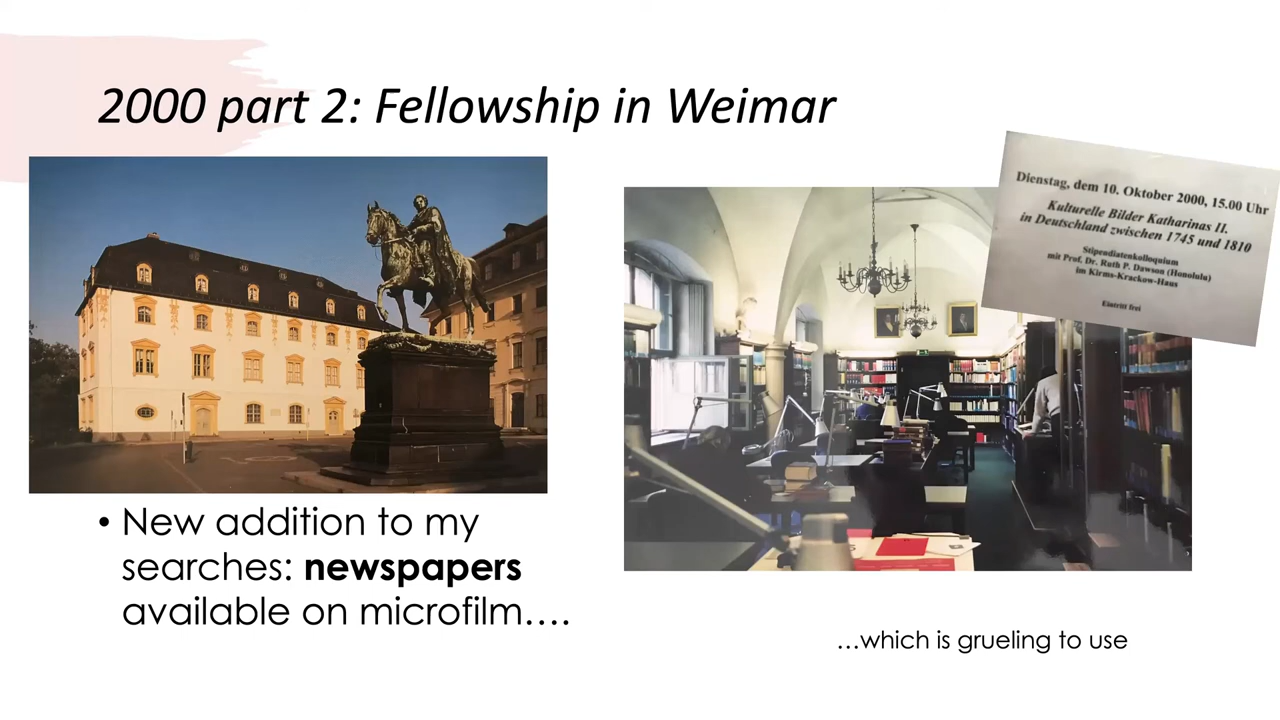 2000 part 2: Fellowship in Weimar
Dienstag, dem 10. Oktober 2000, 15.00 Uhr
Kulturelle Bilder Katharinas II.
in Deutschland zwischen 1745 und 1810
Stipendiatenkolloquium
mit Prof. Dr. Ruth P. Dawson (Honolulu)
im Kirms-Krackow-Haus
Eintritt frei
• New addition to my
searches: newspapers
available on microfilm….
…which is grueling to use